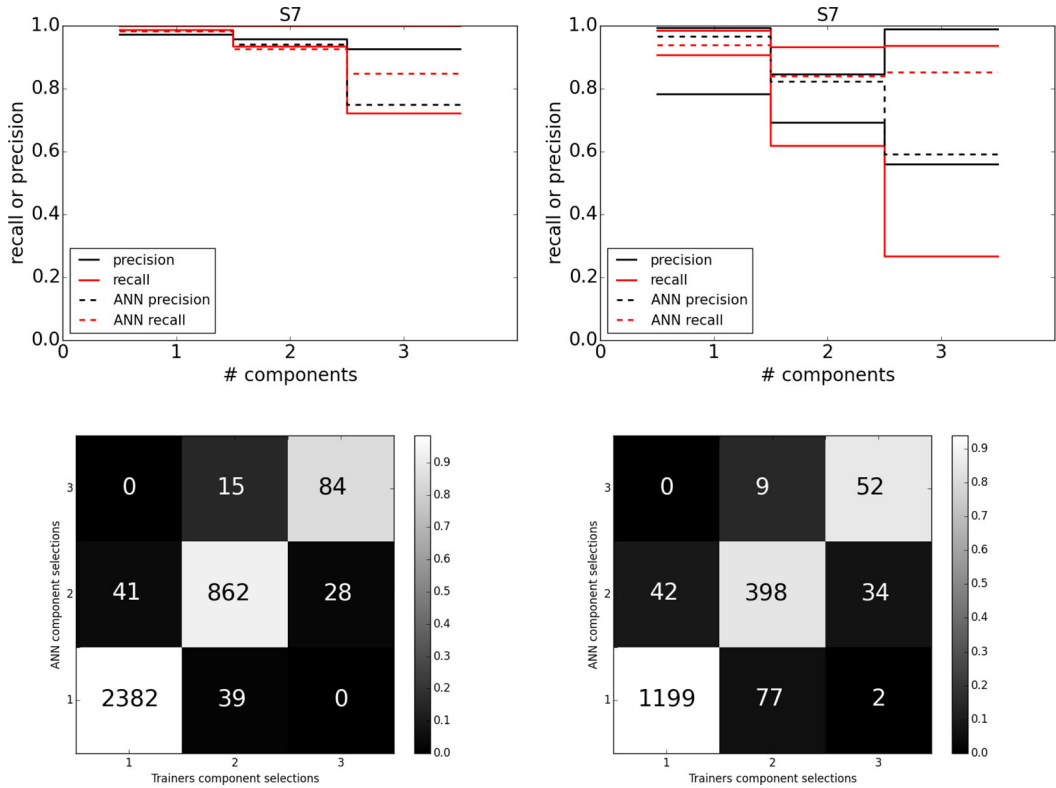 S7
recall or precision
1.0
0.8
0.6
0.4
0.2
0.0
precision
recall
ANN precision
ANN recall
0 1 2 3
# components
S7
recall or precision
1.0
0.8
0.6
0.4
0.2
0.0
precision
recall
ANN precision
ANN recall
0 1 2 3
# components
ANN component selections
3
2
1
0 15 84
41 862 28
2382 39 0
1 2 3
Trainers component selections
0.9
0.8
0.7
0.6
0.5
0.4
0.3
0.2
0.1
0.0
ANN component selections
3
2
1
0 9 52
42 398 34
1199 77 2
1 2 3
Trainers component selections
0.9
0.8
0.7
0.6
0.5
0.4
0.3
0.2
0.1
0.0